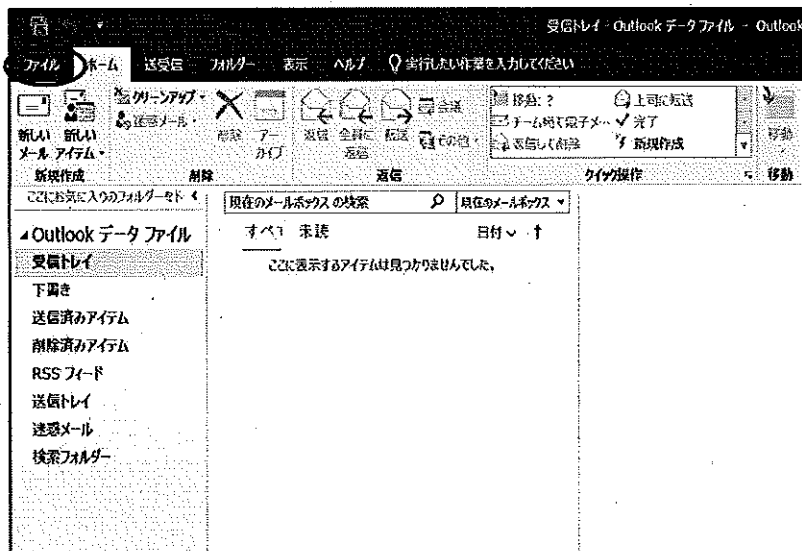 受信トレイ - Outlook データ ファイル - Outlook
ファイル ホーム 送受信 フォルダー 表示 ヘルプ 実行したい作業を入力してください
新しい メール
新しい アイテム
クリーンアップ
迷惑メール
削除
アーカイブ
返信
全員に 返信
転送
会議
その他
移動: ?
上司に転送
チーム宛て電子メ…
完了
返信して削除
新規作成
移動
新規作成 削除 返信 クイック操作 移動
ここにお気に入りのフォルダーをド
現在のメールボックス の検索
現在のメールボックス
Outlook データ ファイル
すべて 未読 日付
受信トレイ
ここに表示するアイテムは見つかりませんでした。
下書き
送信済みアイテム
削除済みアイテム
RSS フィード
送信トレイ
迷惑メール
検索フォルダー